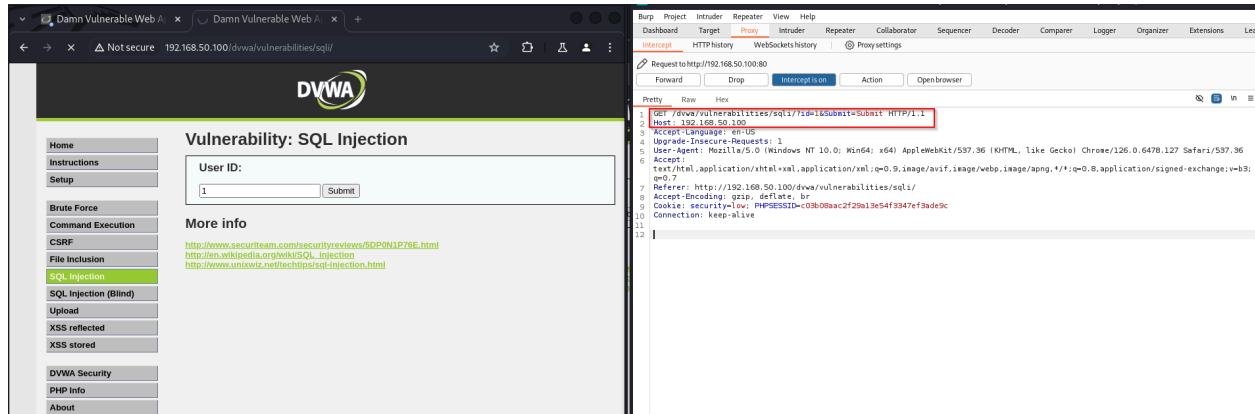 Damn Vulnerable Web A
Damn Vulnerable Web A
Not secure 192.168.50.100/dvwa/vulnerabilities/sqli/
DVWA
Home
Instructions
Setup
Brute Force
Command Execution
CSRF
File Inclusion
SQL Injection
SQL Injection (Blind)
Upload
XSS reflected
XSS stored
DVWA Security
PHP Info
About
Vulnerability: SQL Injection
User ID:
1 Submit
More info
http://www.securiteam.com/securityreviews/5DP0N1P76E.html
http://en.wikipedia.org/wiki/SQL_injection
http://www.unixwiz.net/techtips/sql-injection.html
Burp Project Intruder Repeater View Help
Dashboard Target Proxy Intruder Repeater Collaborator Sequencer Decoder Comparer Logger Organizer Extensions Lea
Intercept HTTP history WebSockets history Proxy settings
Request to http://192.168.50.100:80
Forward Drop Intercept is on Action Open browser
Pretty Raw Hex \n
1 GET /dvwa/vulnerabilities/sqli/?id=1&Submit=Submit HTTP/1.1
2 Host: 192.168.50.100
3 Accept-Language: en-US
4 Upgrade-Insecure-Requests: 1
5 User-Agent: Mozilla/5.0 (Windows NT 10.0; Win64; x64) AppleWebKit/537.36 (KHTML, like Gecko) Chrome/126.0.6478.127 Safari/537.36
6 Accept:
text/html,application/xhtml+xml,application/xml;q=0.9,image/avif,image/webp,image/apng,*/*;q=0.8,application/signed-exchange;v=b3;
q=0.7
7 Referer: http://192.168.50.100/dvwa/vulnerabilities/sqli/
8 Accept-Encoding: gzip, deflate, br
9 Cookie: security=low; PHPSESSID=c03b08aac2f29a13e54f3347ef3ade9c
10 Connection: keep-alive
11
12